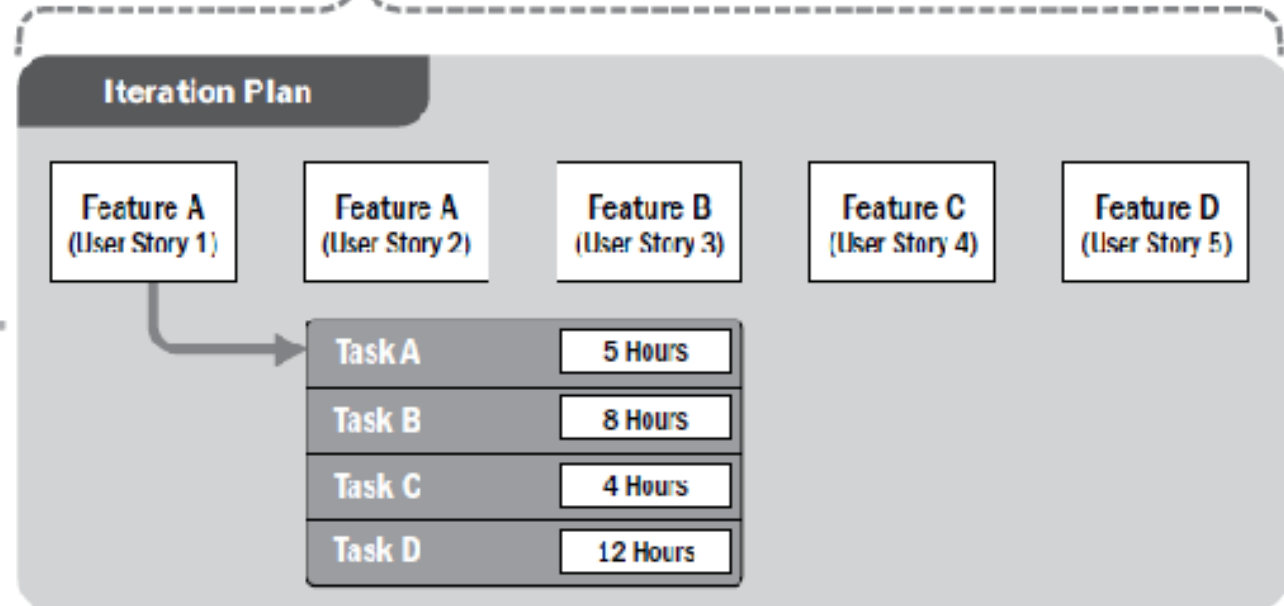 Iteration Plan
Feature A
(User Story 1)
Feature A
(User Story 2)
Feature B
(User Story 3)
Feature C
(User Story 4)
Feature D
(User Story 5)
Task A 5 Hours
Task B 8 Hours
Task C 4 Hours
Task D 12 Hours